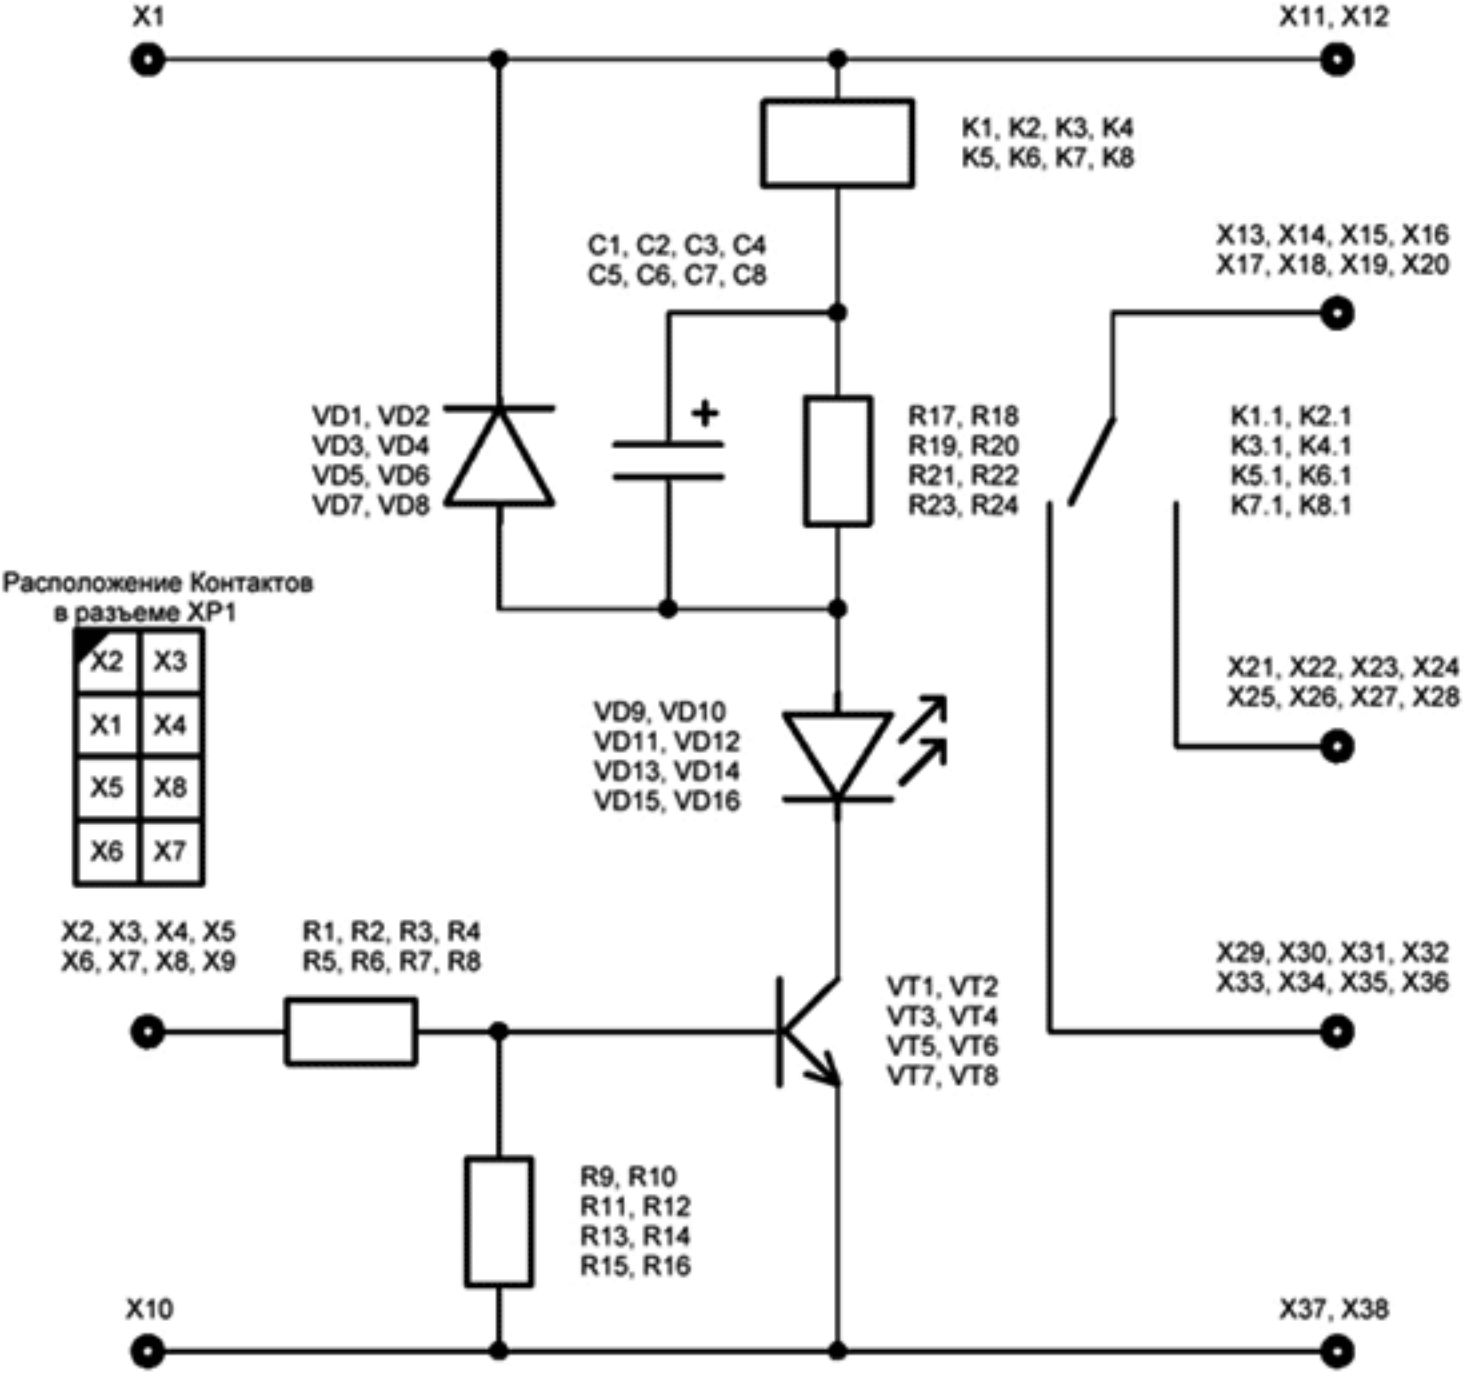 X1
X11, X12
K1, K2, K3, K4
K5, K6, K7, K8
C1, C2, C3, C4
C5, C6, C7, C8
X13, X14, X15, X16
X17, X18, X19, X20
VD1, VD2
VD3, VD4
VD5, VD6
VD7, VD8
+
R17, R18
R19, R20
R21, R22
R23, R24
K1.1, K2.1
K3.1, K4.1
K5.1, K6.1
K7.1, K8.1
Расположение Контактов
в разъеме XP1
X2 X3
X1 X4
X5 X8
X6 X7
VD9, VD10
VD11, VD12
VD13, VD14
VD15, VD16
X21, X22, X23, X24
X25, X26, X27, X28
X2, X3, X4, X5
X6, X7, X8, X9
R1, R2, R3, R4
R5, R6, R7, R8
VT1, VT2
VT3, VT4
VT5, VT6
VT7, VT8
X29, X30, X31, X32
X33, X34, X35, X36
R9, R10
R11, R12
R13, R14
R15, R16
X10
X37, X38